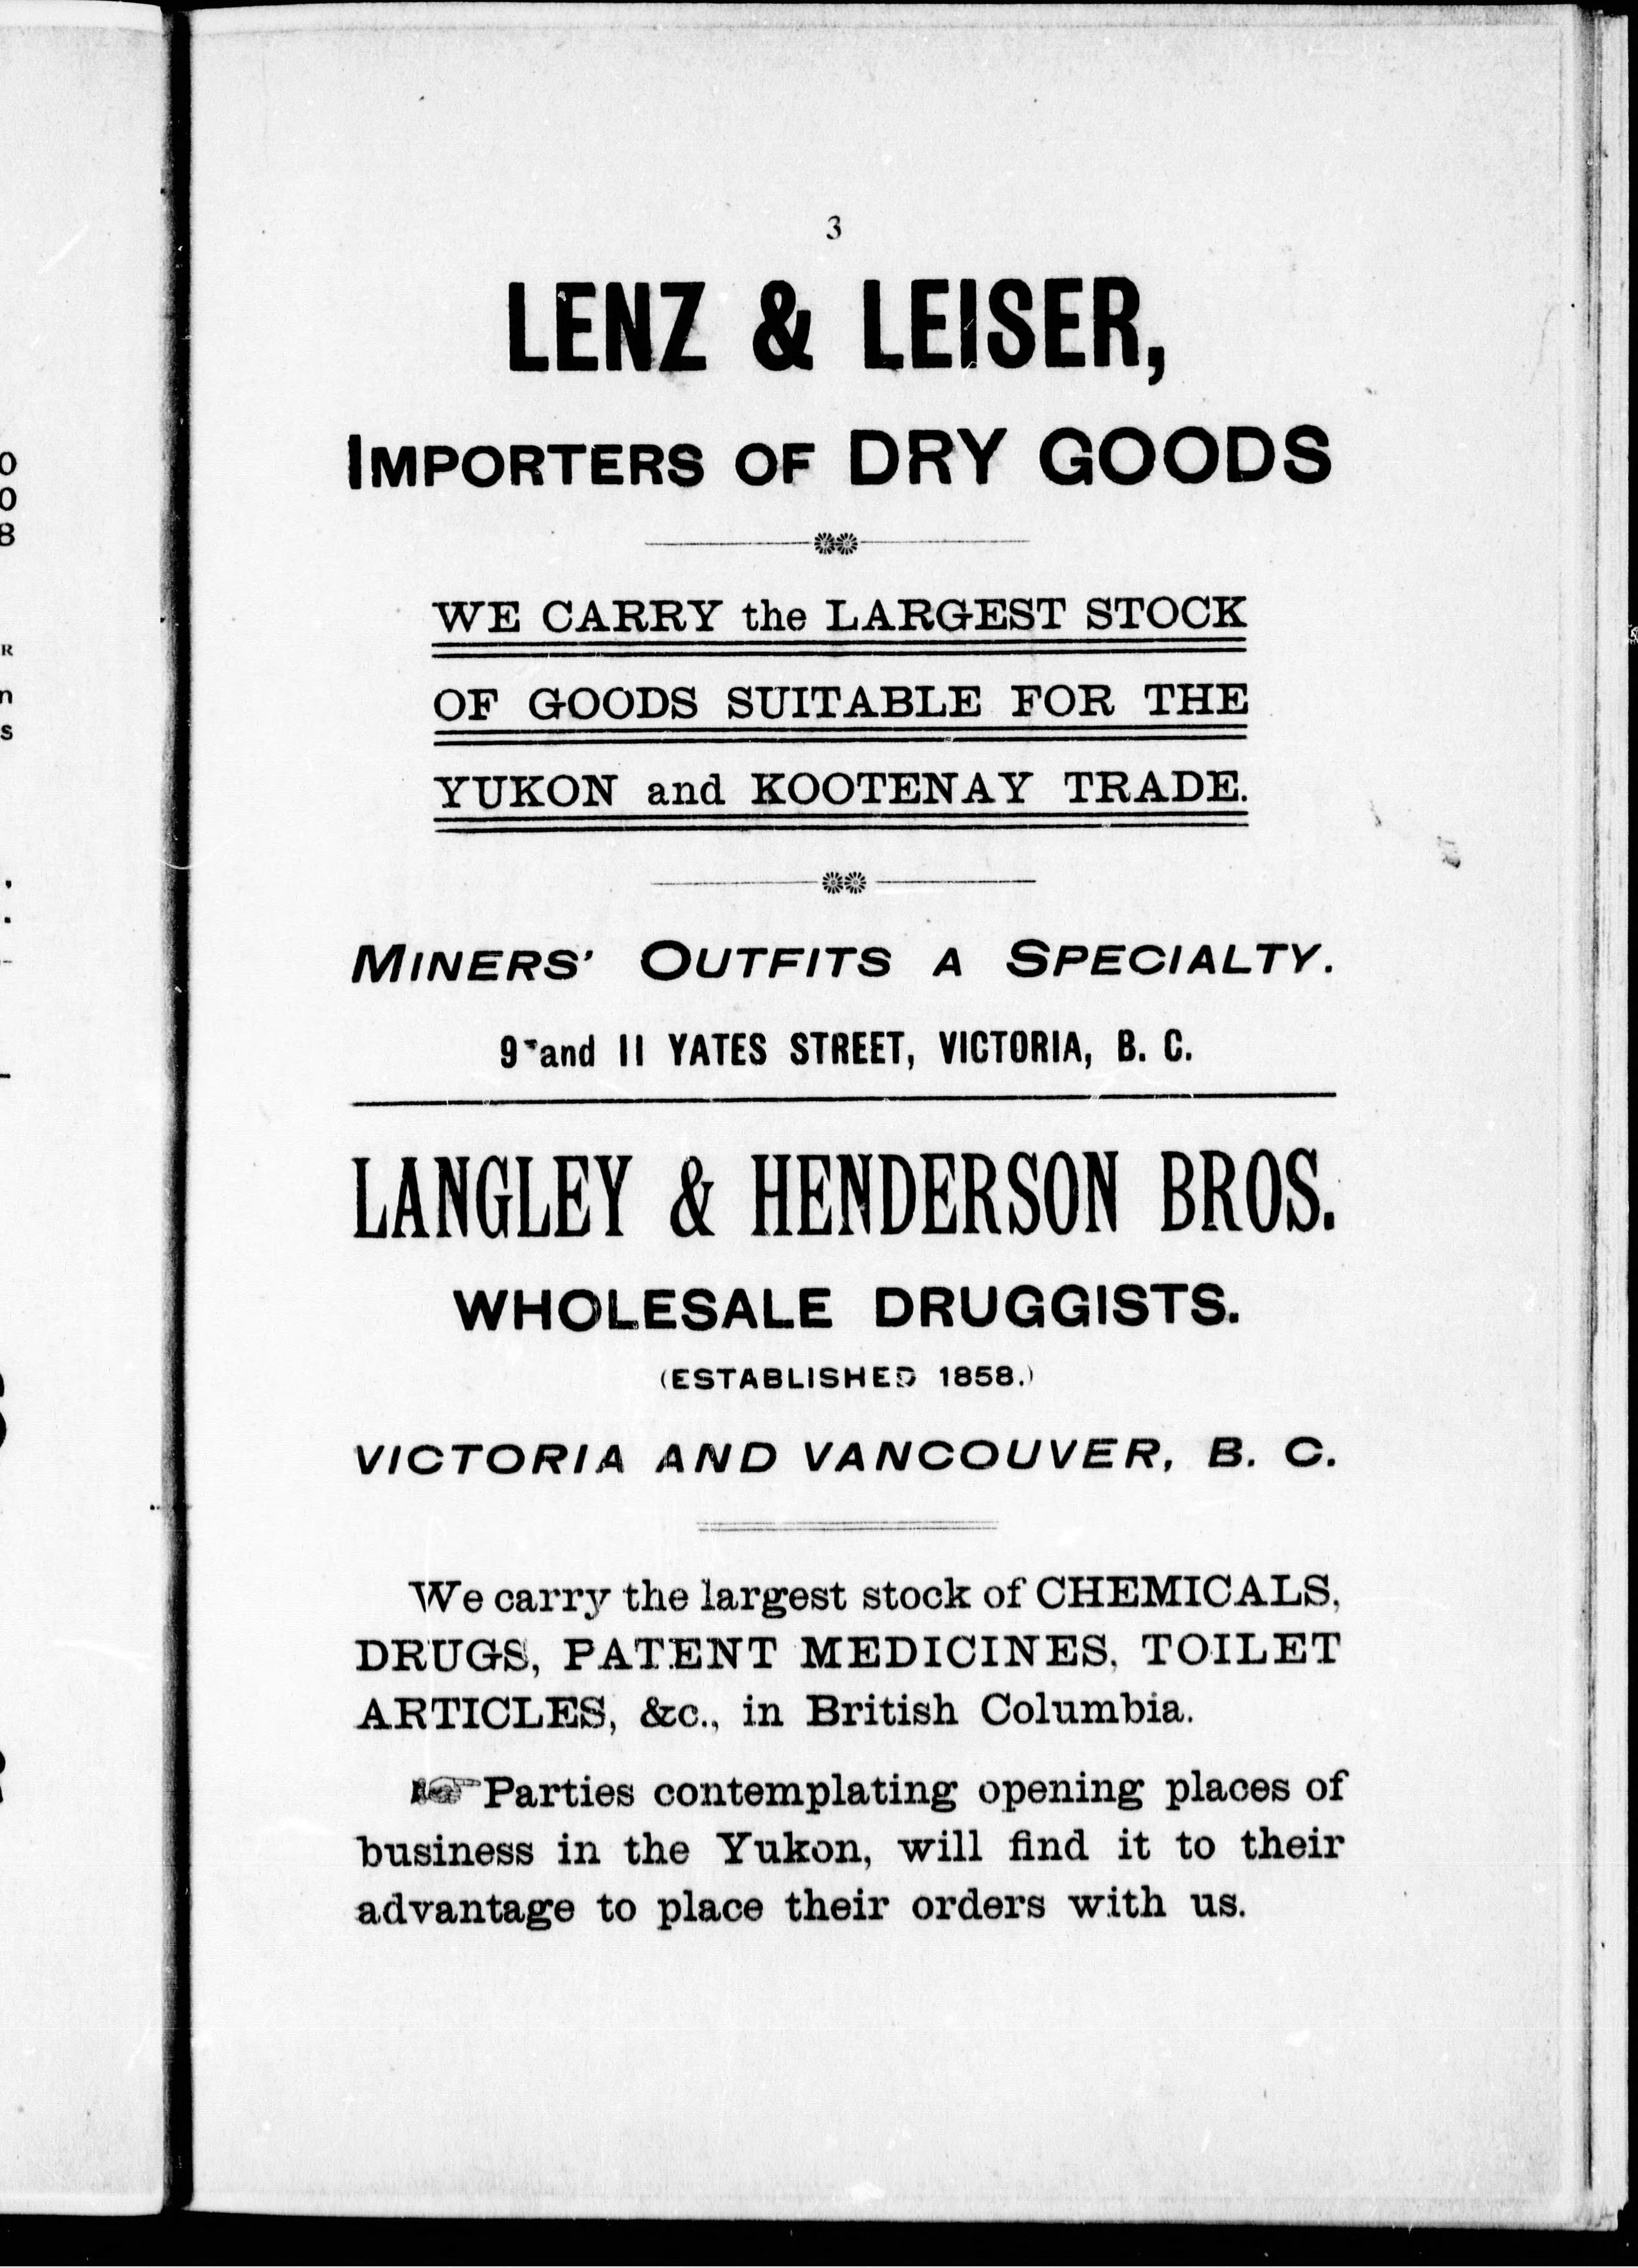 3
LENZ & LEISER,
IMPORTERS OF DRY GOODS
WE CARRY the LARGEST STOCK
OF GOODS SUITABLE FOR THE
YUKON and KOOTENAY TRADE.
MINERS' OUTFITS A SPECIALTY.
9 and 11 YATES STREET, VICTORIA, B. C.
LANGLEY & HENDERSON BROS.
WHOLESALE DRUGGISTS.
(ESTABLISHED 1858.)
VICTORIA AND VANCOUVER, B. C.
We carry the largest stock of CHEMICALS,
DRUGS, PATENT MEDICINES, TOILET
ARTICLES, &c., in British Columbia.
☞Parties contemplating opening places of
business in the Yukon, will find it to their
advantage to place their orders with us.